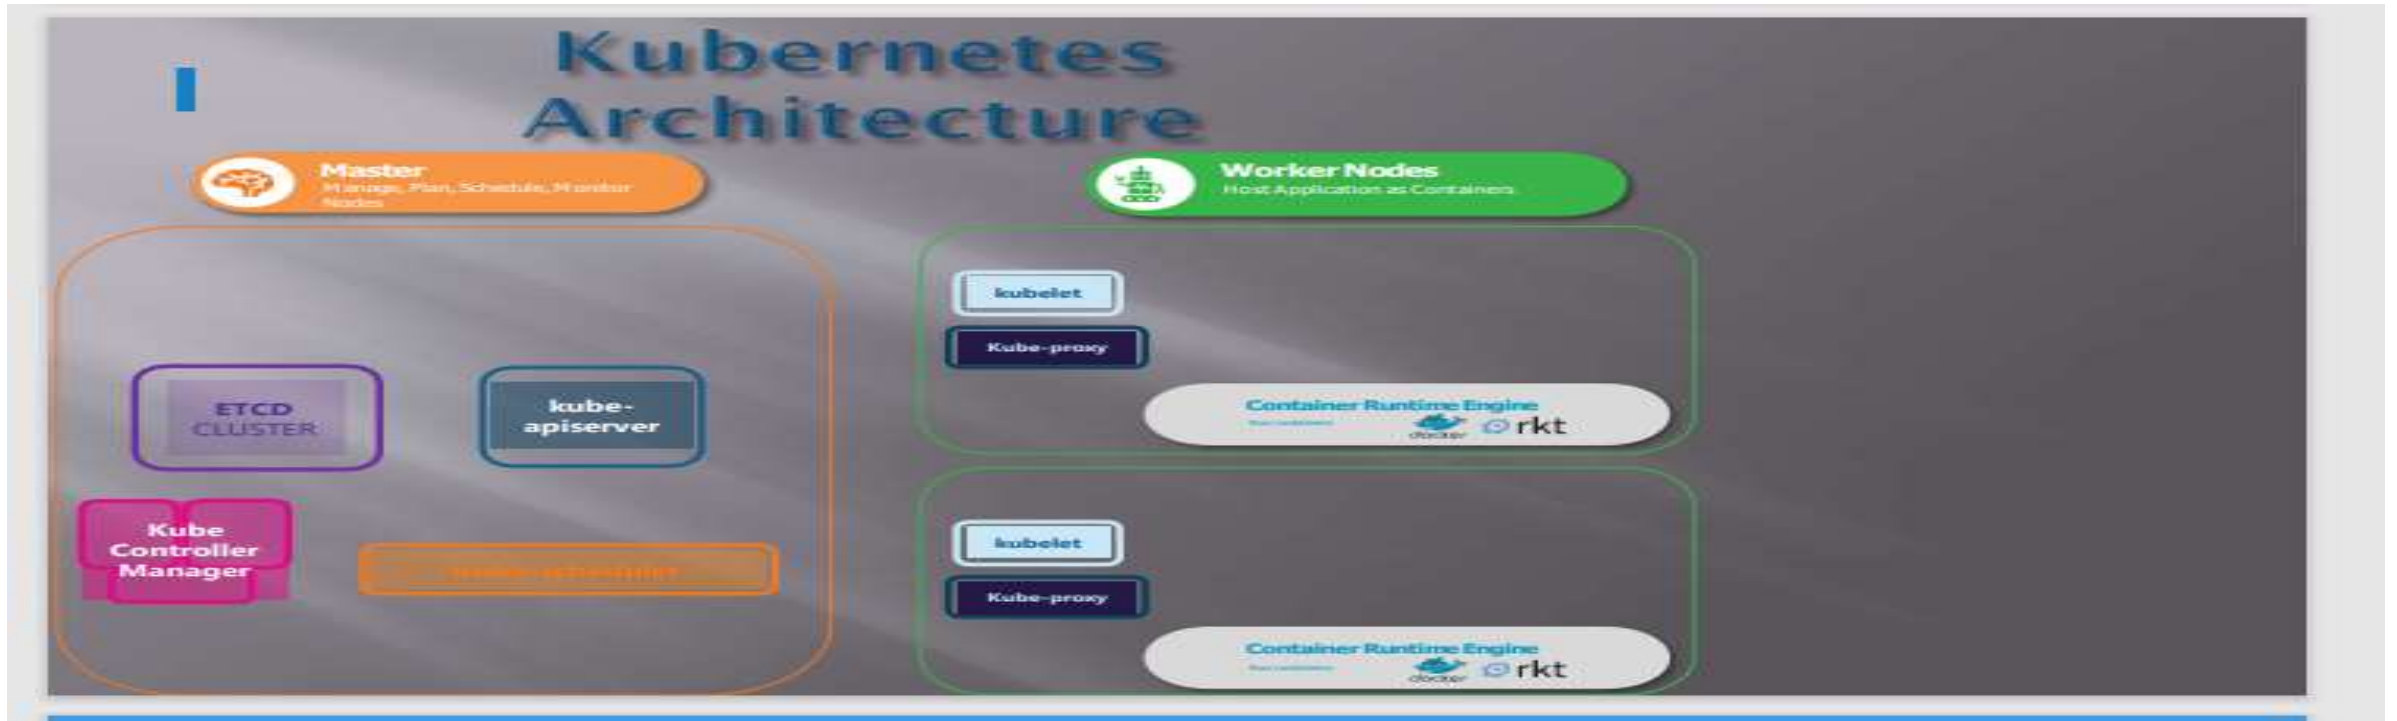 Kubernetes
Architecture
Master
Manage, Plan, Schedule, Monitor
Nodes
Worker Nodes
Host Application as Containers
ETCD
CLUSTER
kube-
apiserver
Kube
Controller
Manager
kubelet
Kube-proxy
Container Runtime Engine
docker
rkt
kubelet
Kube-proxy
Container Runtime Engine
docker
rkt